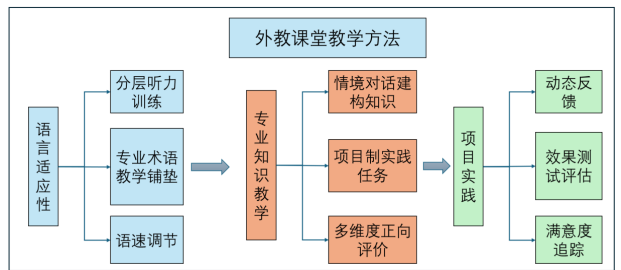 外教课堂教学方法
语言适应性
分层听力
训练
专业术语
教学铺垫
语速调节
专业知识教学
情境对话建
构知识
项目制实践
任务
多维度正向
评价
项目实践
动态反
馈
效果测
试评估
满意度
追踪